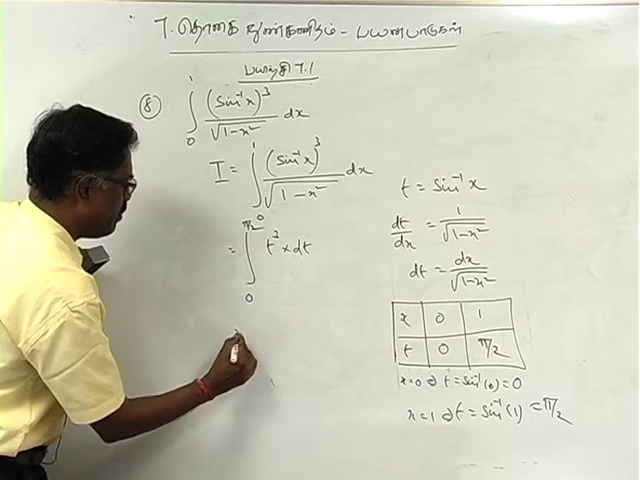 7. தொகை நுண்கணிதம் - பயன்பாடுகள்
பயிற்சி 7.1
⑧ ∫₀¹ (sin⁻¹x)³ / √(1-x²) dx
I = ∫₀¹ (sin⁻¹x)³ / √(1-x²) dx
= ∫₀^(π/2) t³ × dt
t = sin⁻¹x
dt/dx = 1/√(1-x²)
dt = dx/√(1-x²)
x 0 1
t 0 π/2
x=0 ⇒ t = sin⁻¹(0) = 0
x=1 ⇒ t = sin⁻¹(1) = π/2